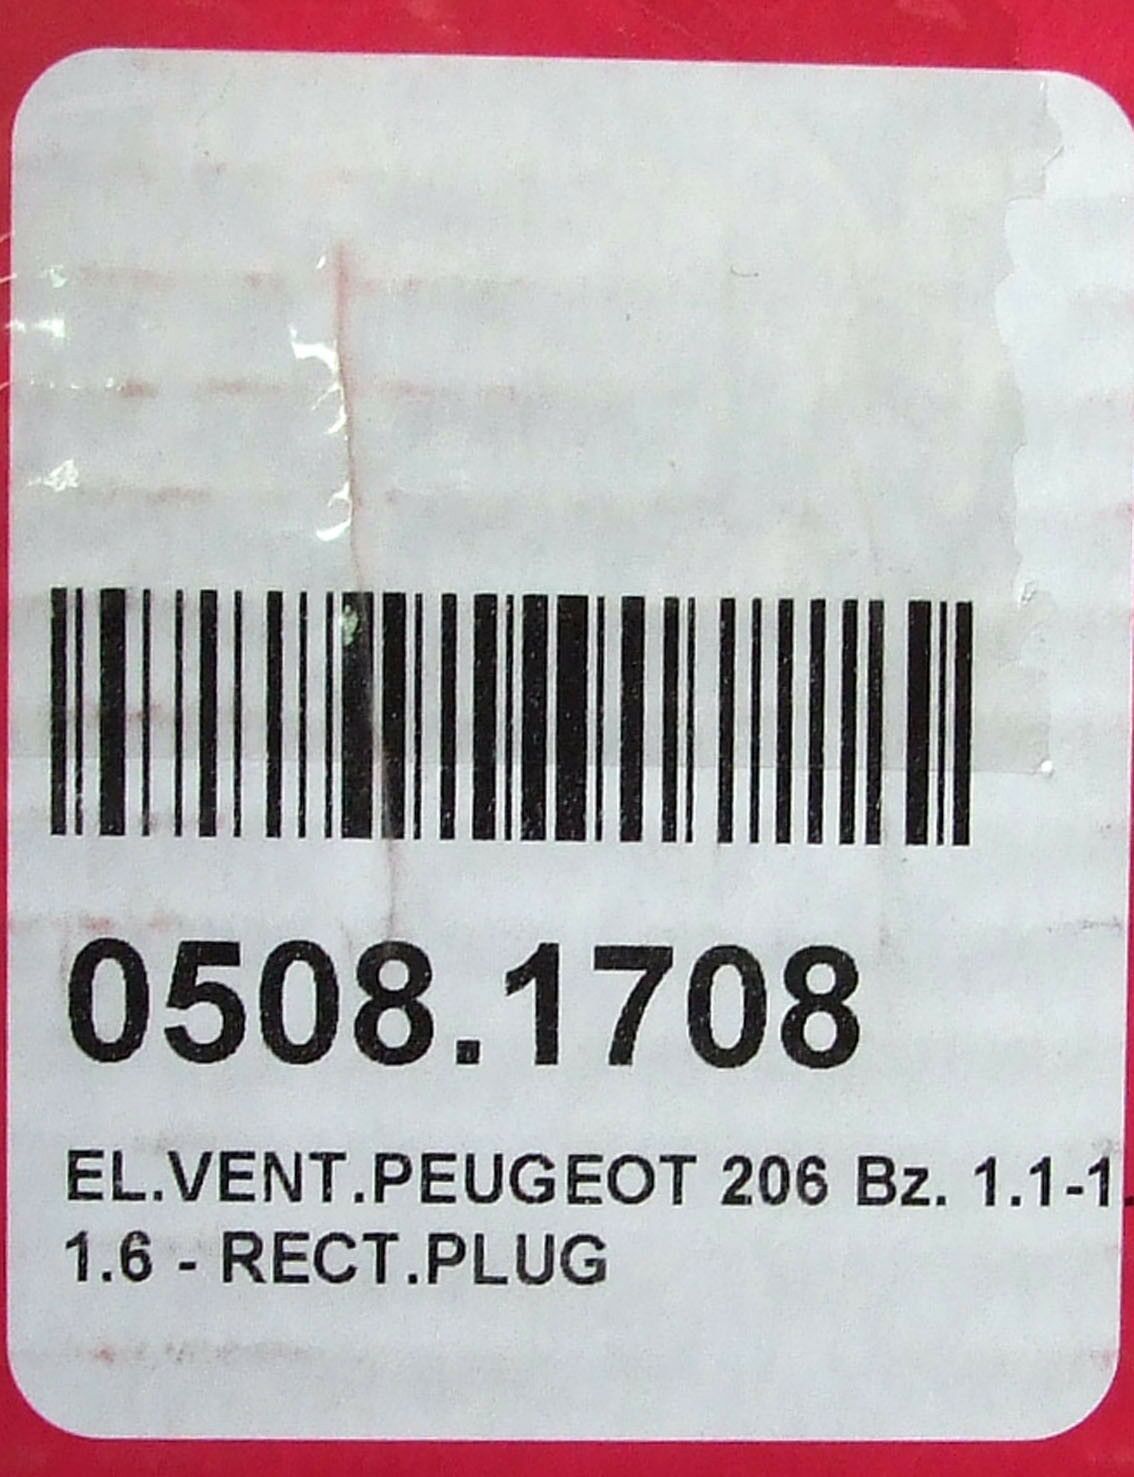 0508.1708
EL.VENT.PEUGEOT 206 Bz. 1.1-1.
1.6 - RECT.PLUG